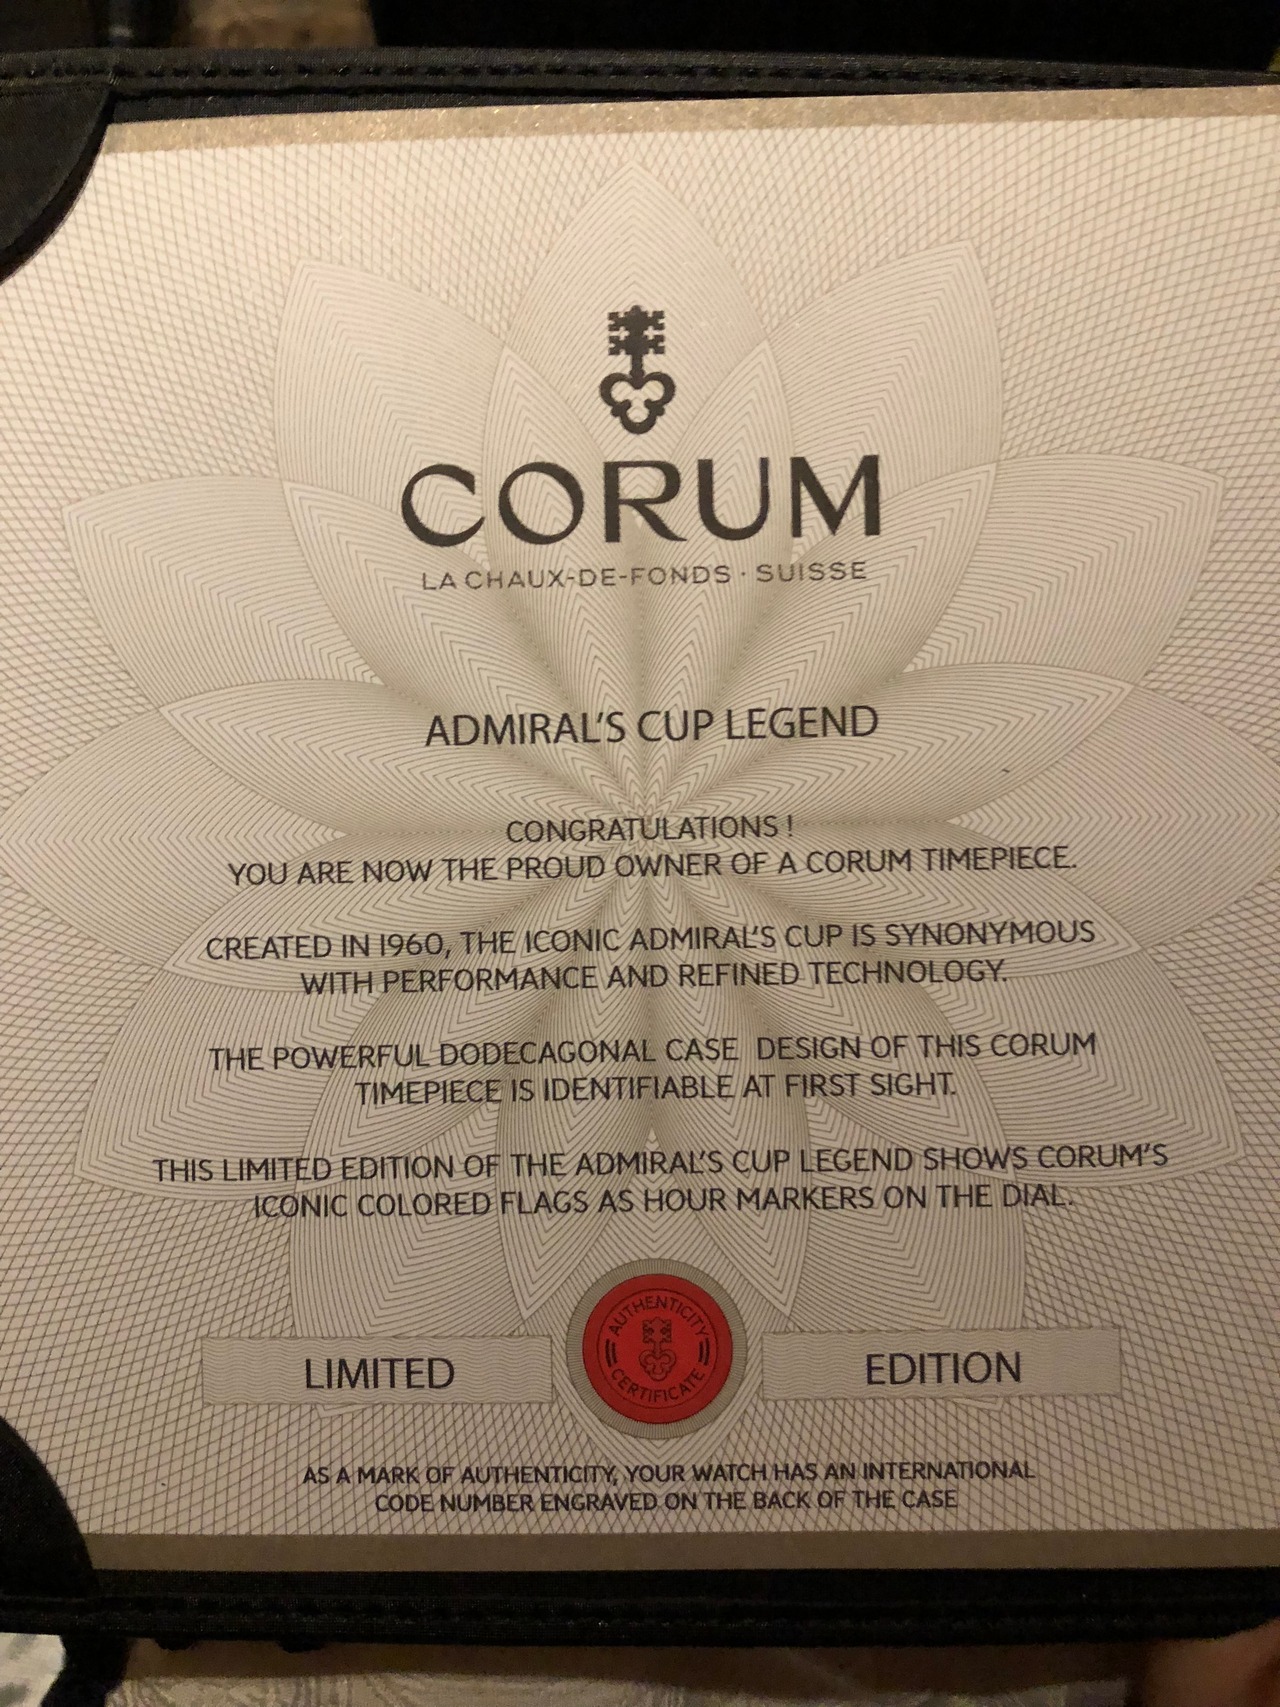 CORUM
LA CHAUX-DE-FONDS · SUISSE
ADMIRAL'S CUP LEGEND
CONGRATULATIONS !
YOU ARE NOW THE PROUD OWNER OF A CORUM TIMEPIECE.
CREATED IN 1960, THE ICONIC ADMIRAL'S CUP IS SYNONYMOUS
WITH PERFORMANCE AND REFINED TECHNOLOGY.
THE POWERFUL DODECAGONAL CASE DESIGN OF THIS CORUM
TIMEPIECE IS IDENTIFIABLE AT FIRST SIGHT.
THIS LIMITED EDITION OF THE ADMIRAL'S CUP LEGEND SHOWS CORUM'S
ICONIC COLORED FLAGS AS HOUR MARKERS ON THE DIAL.
AUTHENTICITY
CERTIFICATE
LIMITED
EDITION
AS A MARK OF AUTHENTICITY, YOUR WATCH HAS AN INTERNATIONAL
CODE NUMBER ENGRAVED ON THE BACK OF THE CASE